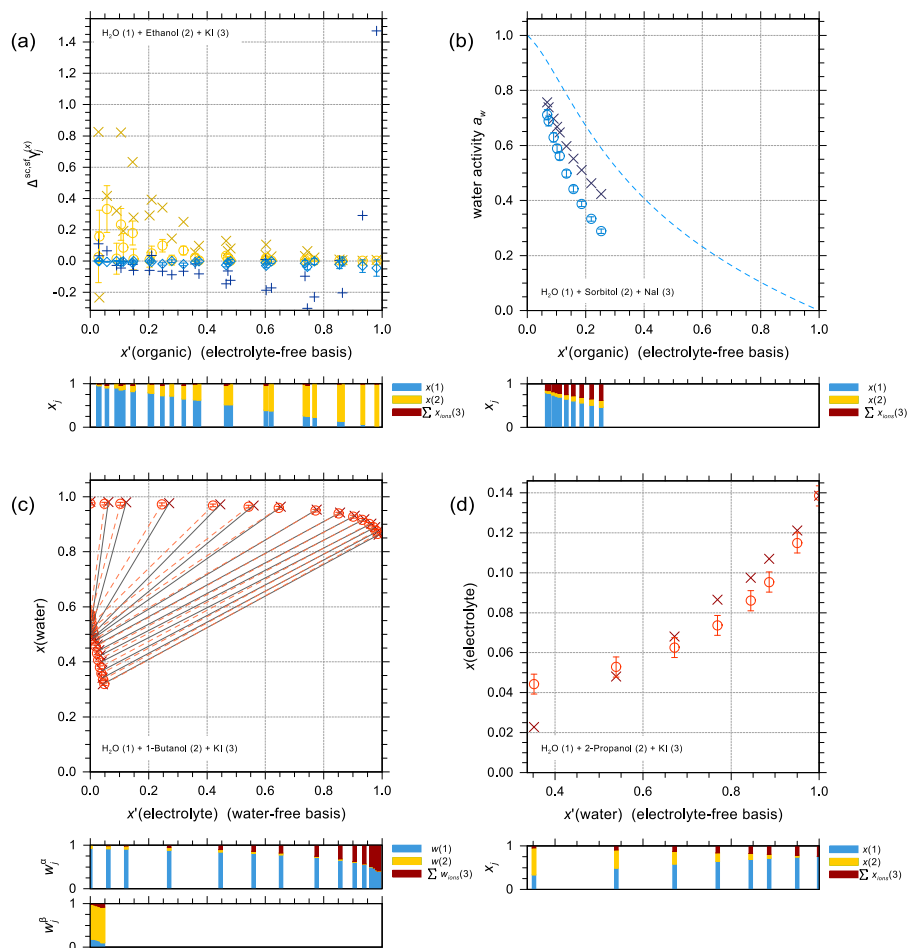 (a)
H₂O (1) + Ethanol (2) + KI (3)
Δ^sc,sf γ_j^(x)
1.4
1.2
1.0
0.8
0.6
0.4
0.2
0.0
-0.2
0.0 0.2 0.4 0.6 0.8 1.0
x'(organic) (electrolyte-free basis)
x_j
1
0
x(1)
x(2)
∑ x_ions(3)
(b)
water activity a_w
1.0
0.8
0.6
0.4
0.2
0.0
H₂O (1) + Sorbitol (2) + NaI (3)
0.0 0.2 0.4 0.6 0.8 1.0
x'(organic) (electrolyte-free basis)
x_j
1
0
x(1)
x(2)
∑ x_ions(3)
(c)
x(water)
1.0
0.8
0.6
0.4
0.2
0.0
H₂O (1) + 1-Butanol (2) + KI (3)
0.0 0.2 0.4 0.6 0.8 1.0
x'(electrolyte) (water-free basis)
w_j^α
1
0
w(1)
w(2)
∑ w_ions(3)
w_j^β
1
0
(d)
x(electrolyte)
0.14
0.12
0.10
0.08
0.06
0.04
0.02
0.00
H₂O (1) + 2-Propanol (2) + KI (3)
0.4 0.6 0.8 1.0
x'(water) (electrolyte-free basis)
x_j
1
0
x(1)
x(2)
∑ x_ions(3)